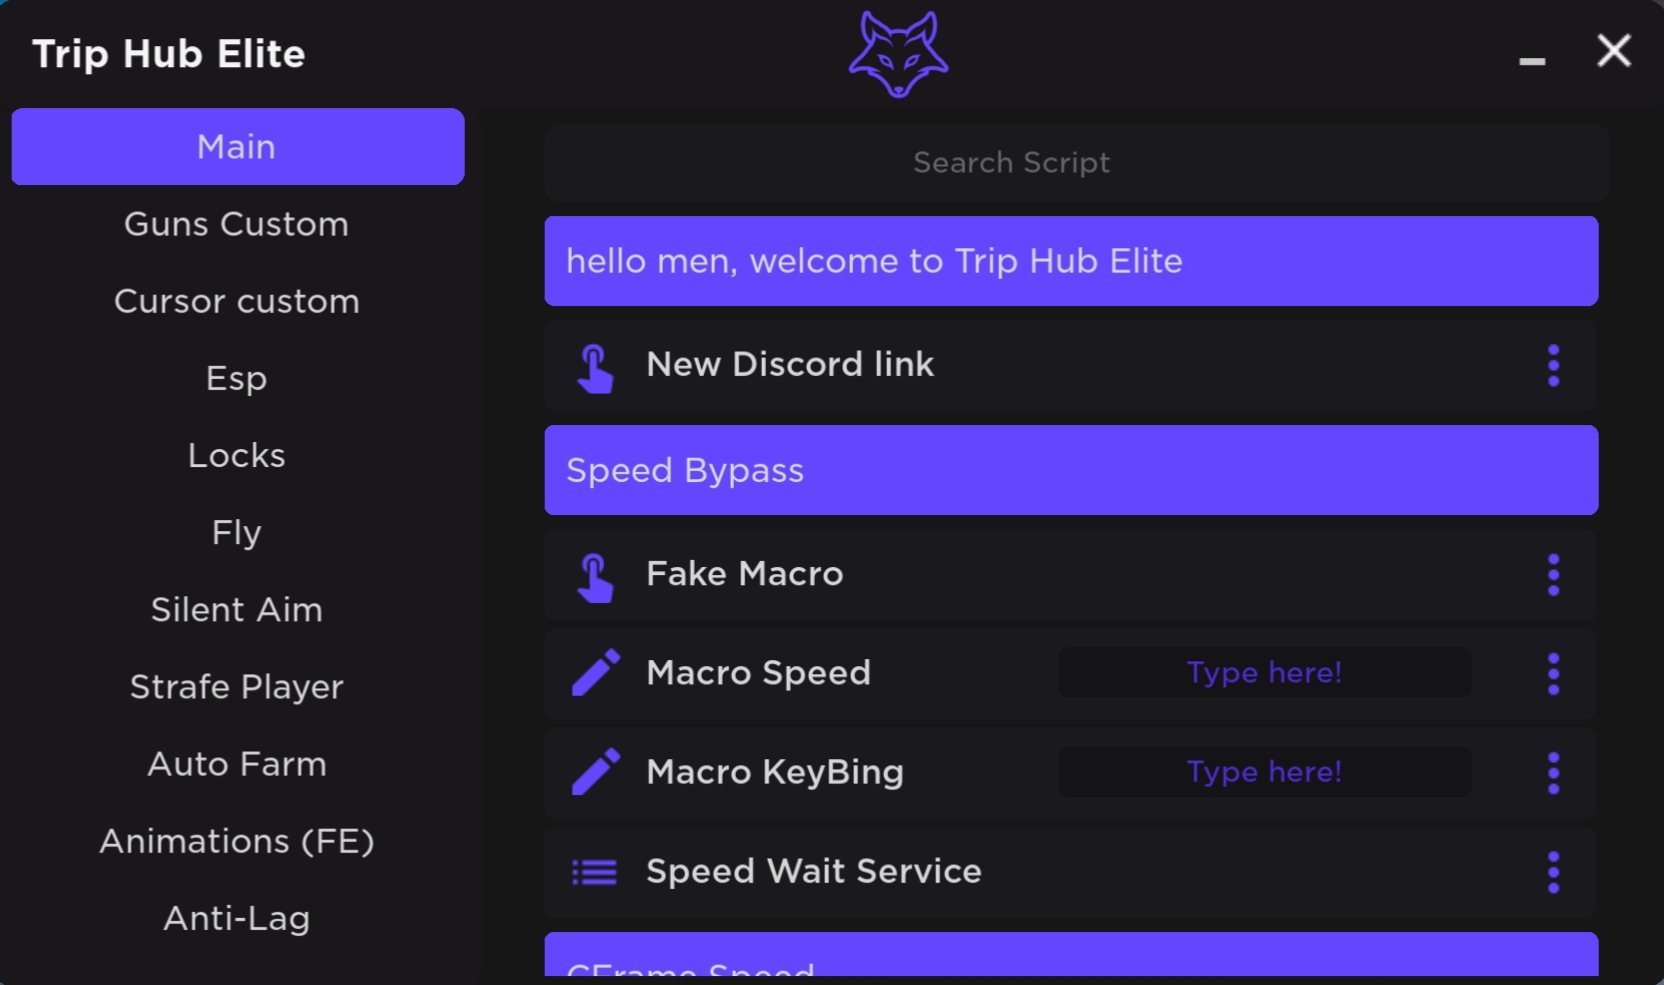 Trip Hub Elite
Main
Guns Custom
Cursor custom
Esp
Locks
Fly
Silent Aim
Strafe Player
Auto Farm
Animations (FE)
Anti-Lag
Search Script
hello men, welcome to Trip Hub Elite
New Discord link
Speed Bypass
Fake Macro
Macro Speed Type here!
Macro KeyBing Type here!
Speed Wait Service
CFrame Speed